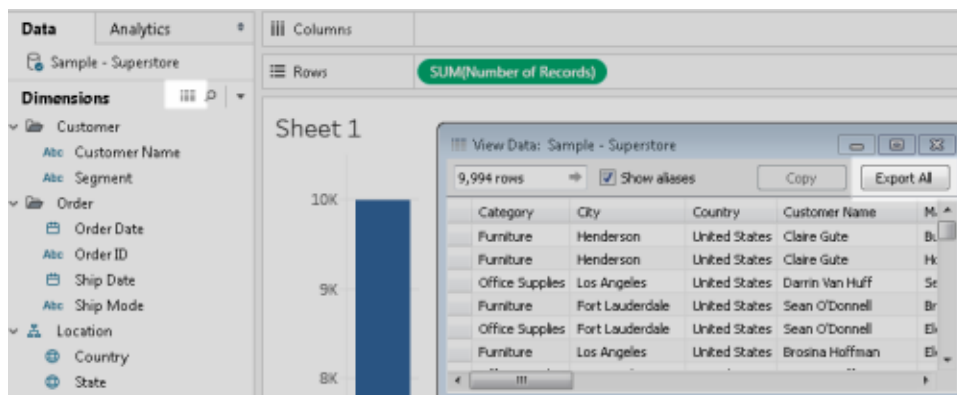 Data Analytics
Sample - Superstore
Dimensions
Customer
Abc Customer Name
Abc Segment
Order
Order Date
Abc Order ID
Ship Date
Abc Ship Mode
Location
Country
State
Columns
Rows SUM(Number of Records)
Sheet 1
10K
9K
8K
View Data: Sample - Superstore
9,994 rows Show aliases Copy Export All
Category City Country Customer Name
Furniture Henderson United States Claire Gute
Furniture Henderson United States Claire Gute
Office Supplies Los Angeles United States Darrin Van Huff Se
Furniture Fort Lauderdale United States Sean O'Donnell Br
Office Supplies Fort Lauderdale United States Sean O'Donnell
Furniture Los Angeles United States Brosina Hoffman